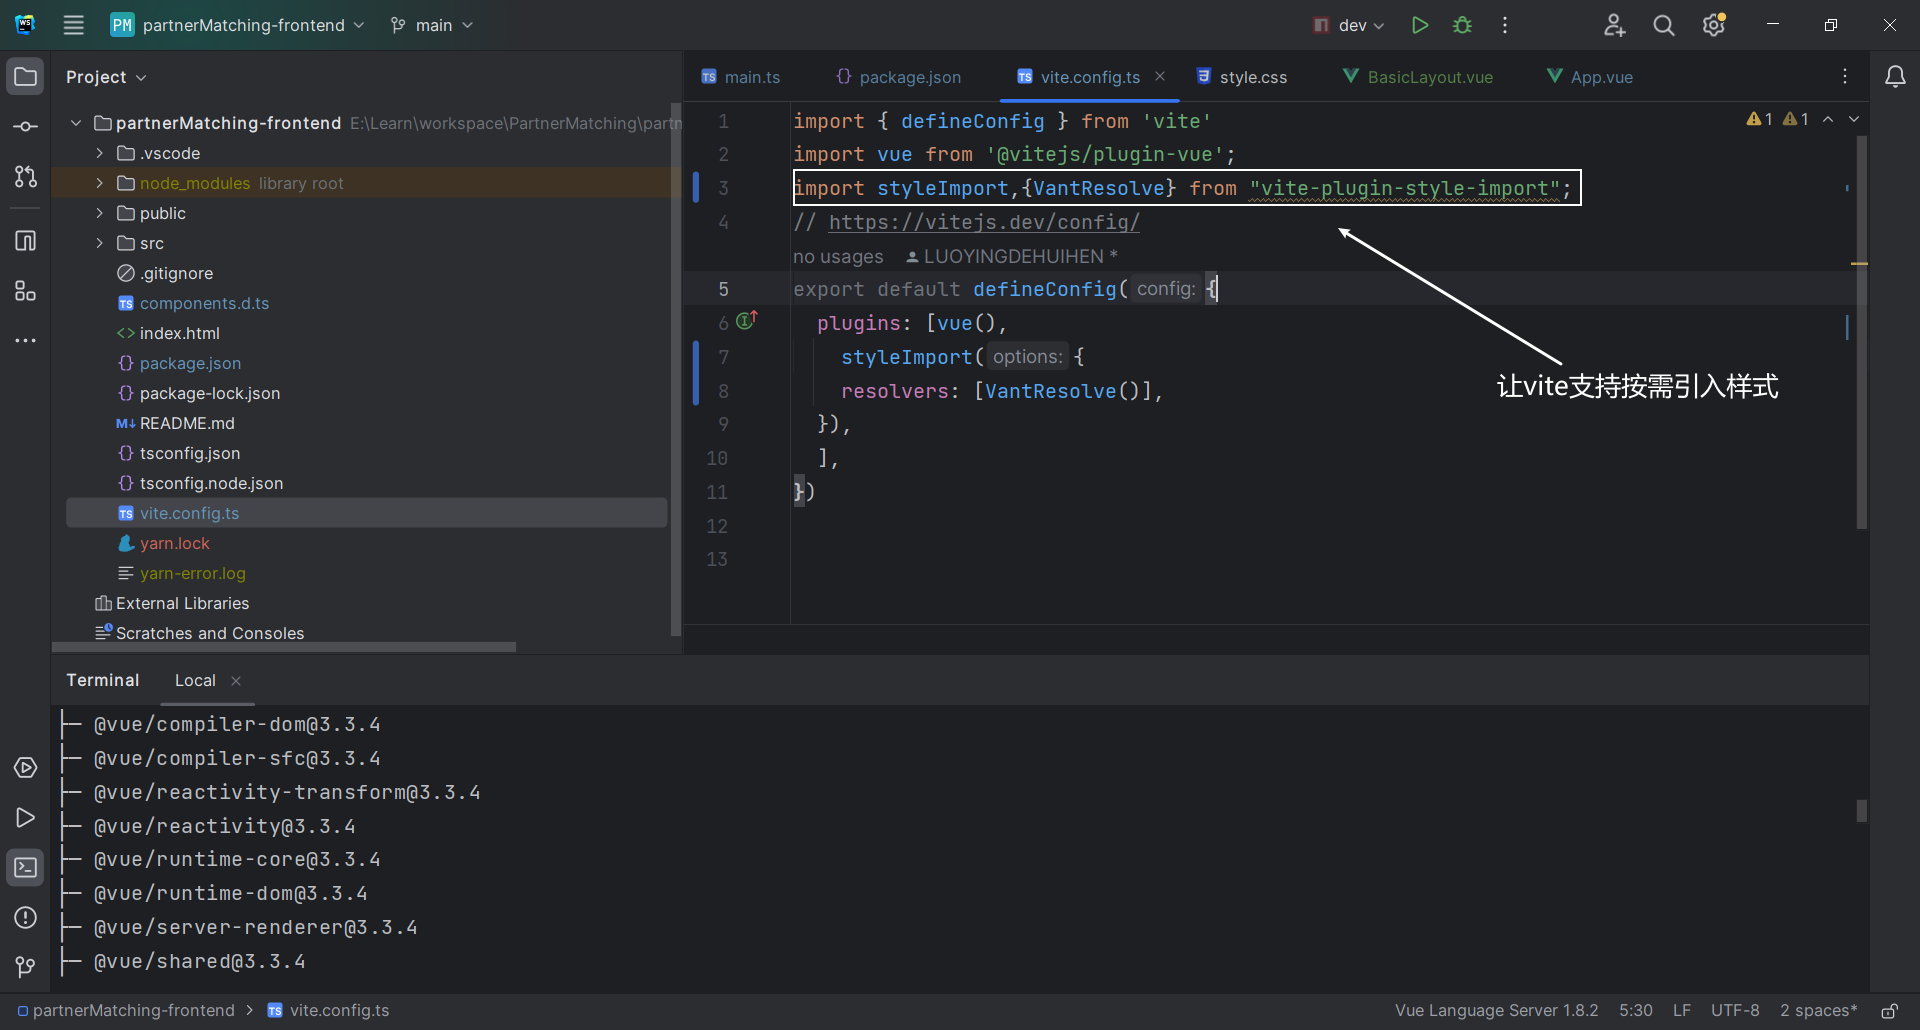 PM partnerMatching-frontend main dev
Project
partnerMatching-frontend E:\Learn\workspace\PartnerMatching\partn
.vscode
node_modules library root
public
src
.gitignore
components.d.ts
index.html
package.json
package-lock.json
README.md
tsconfig.json
tsconfig.node.json
vite.config.ts
yarn.lock
yarn-error.log
External Libraries
Scratches and Consoles
main.ts package.json vite.config.ts style.css BasicLayout.vue App.vue
1 import { defineConfig } from 'vite'
1 1
2 import vue from '@vitejs/plugin-vue';
3 import styleImport,{VantResolve} from "vite-plugin-style-import";
4 // https://vitejs.dev/config/
no usages LUOYINGDEHUIHEN *
5 export default defineConfig( config: {
6 plugins: [vue(),
7 styleImport( options: {
8 resolvers: [VantResolve()],
9 }),
10 ],
11 })
12
13
让vite支持按需引入样式
Terminal Local
├─ @vue/compiler-dom@3.3.4
├─ @vue/compiler-sfc@3.3.4
├─ @vue/reactivity-transform@3.3.4
├─ @vue/reactivity@3.3.4
├─ @vue/runtime-core@3.3.4
├─ @vue/runtime-dom@3.3.4
├─ @vue/server-renderer@3.3.4
├─ @vue/shared@3.3.4
partnerMatching-frontend > vite.config.ts
Vue Language Server 1.8.2 5:30 LF UTF-8 2 spaces*